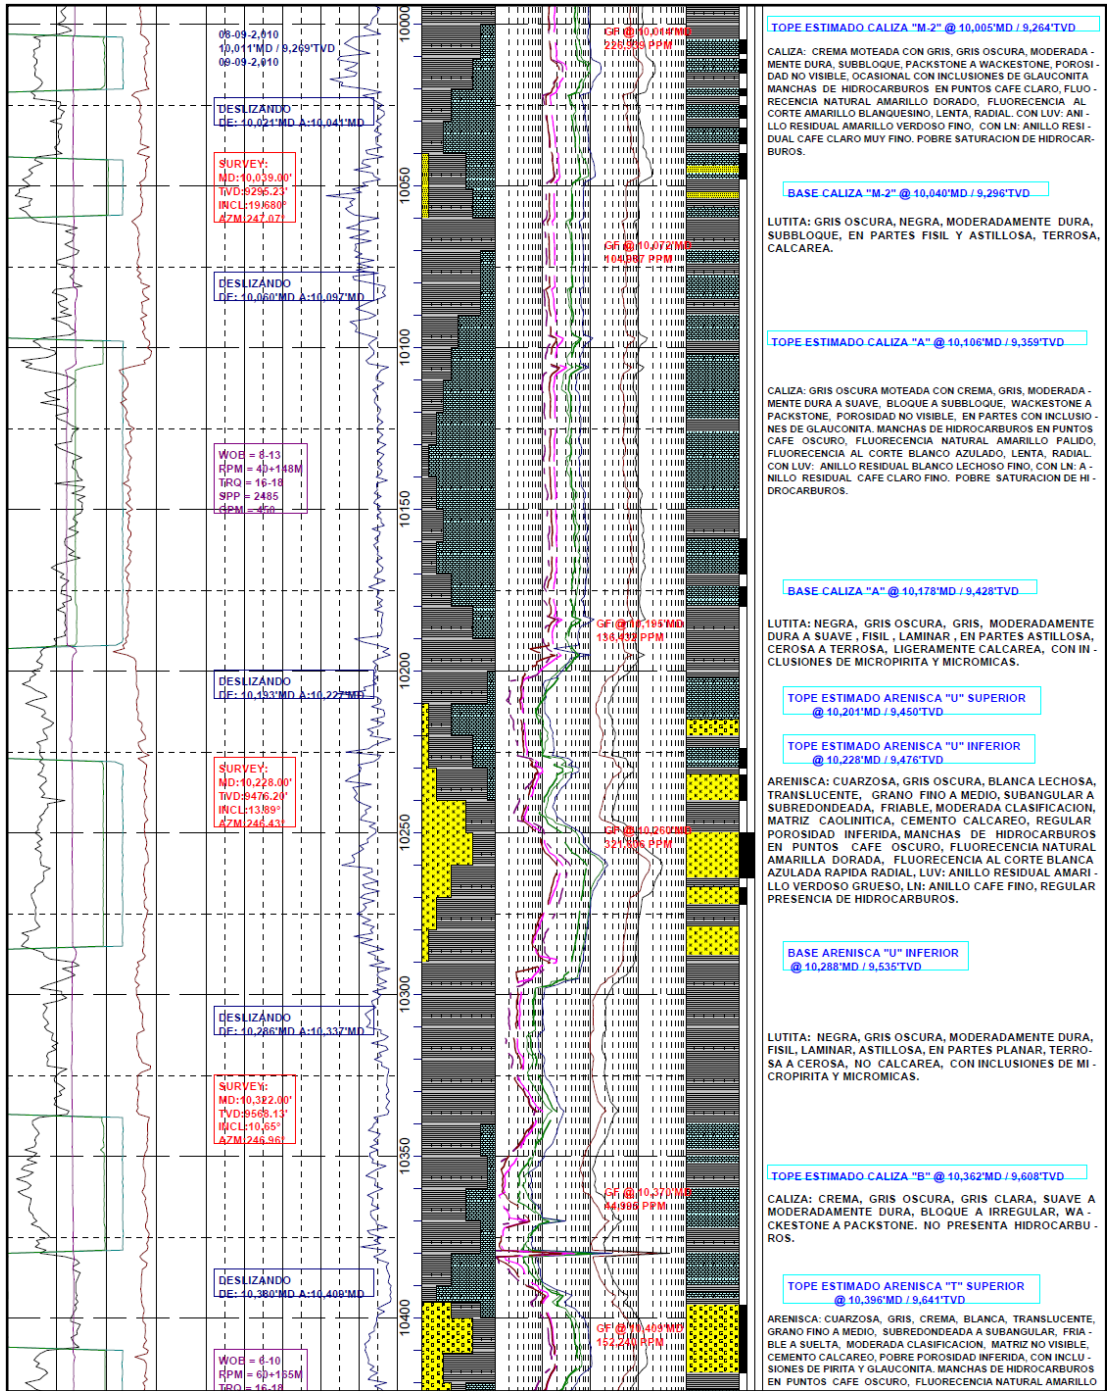 08-09-2,010
10,011'MD / 9,269'TVD
09-09-2,010
DESLIZANDO
DE: 10,021'MD A:10,041'MD
SURVEY:
MD:10,039.00'
TVD:9295.23'
INCL:19.680°
AZM:247.07°
DESLIZANDO
DE: 10,060'MD A:10,097'MD
WOB = 8-13
RPM = 40+148M
TRQ = 16-18
SPP = 2485
GPM = 450
DESLIZANDO
DE: 10,193'MD A:10,227'MD
SURVEY:
MD:10,228.00'
TVD:9476.20'
INCL:13.89°
AZM:246.43°
DESLIZANDO
DE: 10,286'MD A:10,337'MD
SURVEY:
MD:10,322.00'
TVD:9568.13'
INCL:10.65°
AZM:246.96°
DESLIZANDO
DE: 10,380'MD A:10,409'MD
WOB = 6-10
RPM = 60+165M
TRQ = 16-18
10000
10050
10100
10150
10200
10250
10300
10350
10400
GF @ 10,014'MD
PPM
GF @ 10,072'MD
PPM
GF @ 10,195'MD
136,432 PPM
GF @ 10,260'MD
PPM
GF @ 10,370'MD
44,995 PPM
GF @ 10,409'MD
152,240 PPM
TOPE ESTIMADO CALIZA "M-2" @ 10,005'MD / 9,264'TVD
CALIZA: CREMA MOTEADA CON GRIS, GRIS OSCURA, MODERADA -
MENTE DURA, SUBBLOQUE, PACKSTONE A WACKESTONE, POROSI -
DAD NO VISIBLE, OCASIONAL CON INCLUSIONES DE GLAUCONITA
MANCHAS DE HIDROCARBUROS EN PUNTOS CAFE CLARO, FLUO -
RECENCIA NATURAL AMARILLO DORADO, FLUORECENCIA AL
CORTE AMARILLO BLANQUESINO, LENTA, RADIAL. CON LUV: ANI -
LLO RESIDUAL AMARILLO VERDOSO FINO, CON LN: ANILLO RESI -
DUAL CAFE CLARO MUY FINO. POBRE SATURACION DE HIDROCAR-
BUROS.
BASE CALIZA "M-2" @ 10,040'MD / 9,296'TVD
LUTITA: GRIS OSCURA, NEGRA, MODERADAMENTE DURA,
SUBBLOQUE, EN PARTES FISIL Y ASTILLOSA, TERROSA,
CALCAREA.
TOPE ESTIMADO CALIZA "A" @ 10,106'MD / 9,359'TVD
CALIZA: GRIS OSCURA MOTEADA CON CREMA, GRIS, MODERADA -
MENTE DURA A SUAVE, BLOQUE A SUBBLOQUE, WACKESTONE A
PACKSTONE, POROSIDAD NO VISIBLE, EN PARTES CON INCLUSIO -
NES DE GLAUCONITA. MANCHAS DE HIDROCARBUROS EN PUNTOS
CAFE OSCURO, FLUORECENCIA NATURAL AMARILLO PALIDO,
FLUORECENCIA AL CORTE BLANCO AZULADO, LENTA, RADIAL.
CON LUV: ANILLO RESIDUAL BLANCO LECHOSO FINO, CON LN: A -
NILLO RESIDUAL CAFE CLARO FINO. POBRE SATURACION DE HI -
DROCARBUROS.
BASE CALIZA "A" @ 10,178'MD / 9,428'TVD
LUTITA: NEGRA, GRIS OSCURA, GRIS, MODERADAMENTE
DURA A SUAVE , FISIL , LAMINAR , EN PARTES ASTILLOSA,
CEROSA A TERROSA, LIGERAMENTE CALCAREA, CON IN -
CLUSIONES DE MICROPIRITA Y MICROMICAS.
TOPE ESTIMADO ARENISCA "U" SUPERIOR
@ 10,201'MD / 9,450'TVD
TOPE ESTIMADO ARENISCA "U" INFERIOR
@ 10,228'MD / 9,476'TVD
ARENISCA: CUARZOSA, GRIS OSCURA, BLANCA LECHOSA,
TRANSLUCENTE, GRANO FINO A MEDIO, SUBANGULAR A
SUBREDONDEADA, FRIABLE, MODERADA CLASIFICACION,
MATRIZ CAOLINITICA, CEMENTO CALCAREO, REGULAR
POROSIDAD INFERIDA, MANCHAS DE HIDROCARBUROS
EN PUNTOS CAFE OSCURO, FLUORECENCIA NATURAL
AMARILLA DORADA, FLUORECENCIA AL CORTE BLANCA
AZULADA RAPIDA RADIAL, LUV: ANILLO RESIDUAL AMARI -
LLO VERDOSO GRUESO, LN: ANILLO CAFE FINO, REGULAR
PRESENCIA DE HIDROCARBUROS.
BASE ARENISCA "U" INFERIOR
@ 10,288'MD / 9,535'TVD
LUTITA: NEGRA, GRIS OSCURA, MODERADAMENTE DURA,
FISIL, LAMINAR, ASTILLOSA, EN PARTES PLANAR, TERRO-
SA A CEROSA, NO CALCAREA, CON INCLUSIONES DE MI -
CROPIRITA Y MICROMICAS.
TOPE ESTIMADO CALIZA "B" @ 10,362'MD / 9,608'TVD
CALIZA: CREMA, GRIS OSCURA, GRIS CLARA, SUAVE A
MODERADAMENTE DURA, BLOQUE A IRREGULAR, WA -
CKESTONE A PACKSTONE. NO PRESENTA HIDROCARBU -
ROS.
TOPE ESTIMADO ARENISCA "T" SUPERIOR
@ 10,396'MD / 9,641'TVD
ARENISCA: CUARZOSA, GRIS, CREMA, BLANCA, TRANSLUCENTE,
GRANO FINO A MEDIO, SUBREDONDEADA A SUBANGULAR, FRIA -
BLE A SUELTA, MODERADA CLASIFICACION, MATRIZ NO VISIBLE,
CEMENTO CALCAREO, POBRE POROSIDAD INFERIDA, CON INCLU -
SIONES DE PIRITA Y GLAUCONITA. MANCHAS DE HIDROCARBUROS
EN PUNTOS CAFE OSCURO, FLUORECENCIA NATURAL AMARILLO